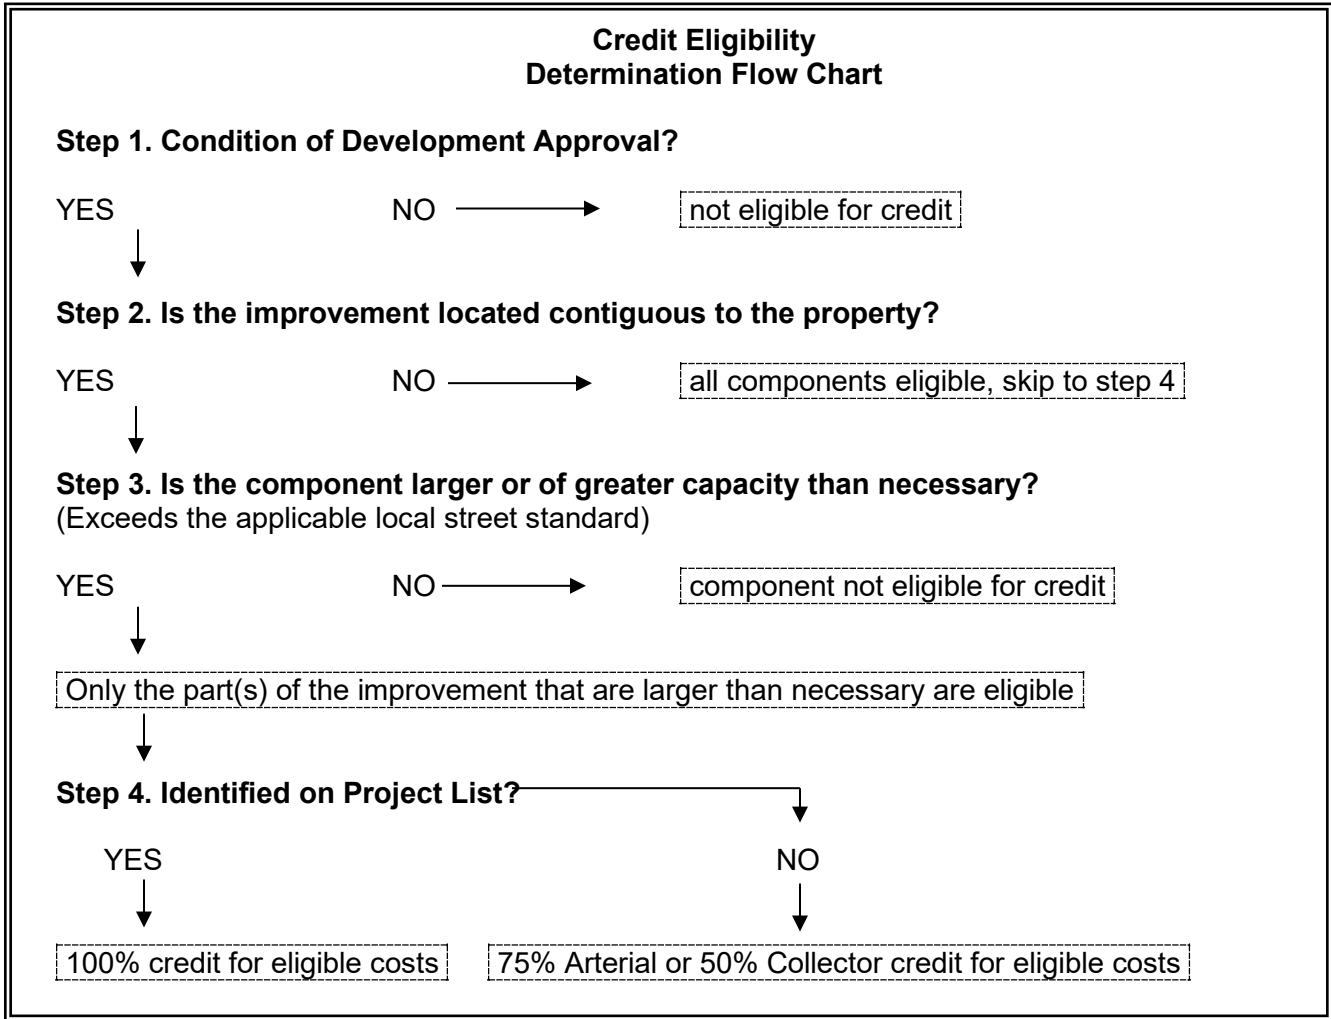 Credit Eligibility
Determination Flow Chart
Step 1. Condition of Development Approval?
YES NO not eligible for credit
Step 2. Is the improvement located contiguous to the property?
YES NO all components eligible, skip to step 4
Step 3. Is the component larger or of greater capacity than necessary?
(Exceeds the applicable local street standard)
YES NO component not eligible for credit
Only the part(s) of the improvement that are larger than necessary are eligible
Step 4. Identified on Project List?
YES NO
100% credit for eligible costs 75% Arterial or 50% Collector credit for eligible costs